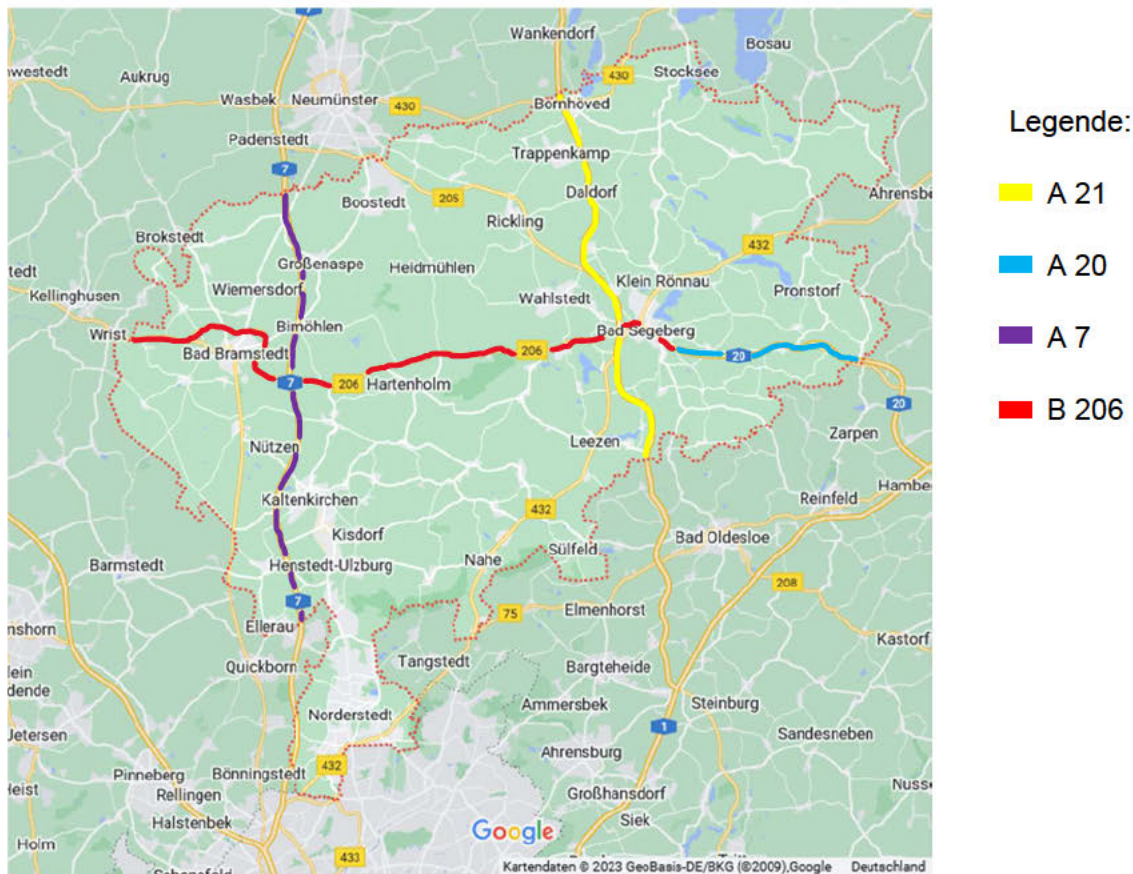 Wankendorf
Bosau
nwestedt
Aukrug
Stocksee
430
Wasbek
Neumünster
430
Bornhöved
Padenstedt
Trappenkamp
7
Daldorf
Ahrensbö
Boostedt
205
Rickling
Brokstedt
432
tedt
Großenaspe
Heidmühlen
Klein Rönnau
Kellinghusen
Wiemersdorf
Wahlstedt
Pronstorf
Wrist
Bimöhlen
Bad Segeberg
Bad Bramstedt
206
20
7
206
Hartenholm
20
Nützen
Leezen
Zarpen
Kaltenkirchen
Reinfeld
Hambe
432
Kisdorf
Bad Oldesloe
Barmstedt
Henstedt-Ulzburg
Nahe
Sülfeld
208
7
75
Elmenhorst
mshorn
Ellerau
Kastorf
Quickborn
Tangstedt
Bargteheide
lein
dende
Steinburg
Norderstedt
Ammersbek
Jetersen
1
Sandesneben
Ahrensburg
Pinneberg
Bönningstedt
432
Heist
Rellingen
Großhansdorf
Nusse
Halstenbek
Siek
Holm
Google
433
Kartendaten © 2023 GeoBasis-DE/BKG (©2009),Google Deutschland
Legende:
A 21
A 20
A 7
B 206